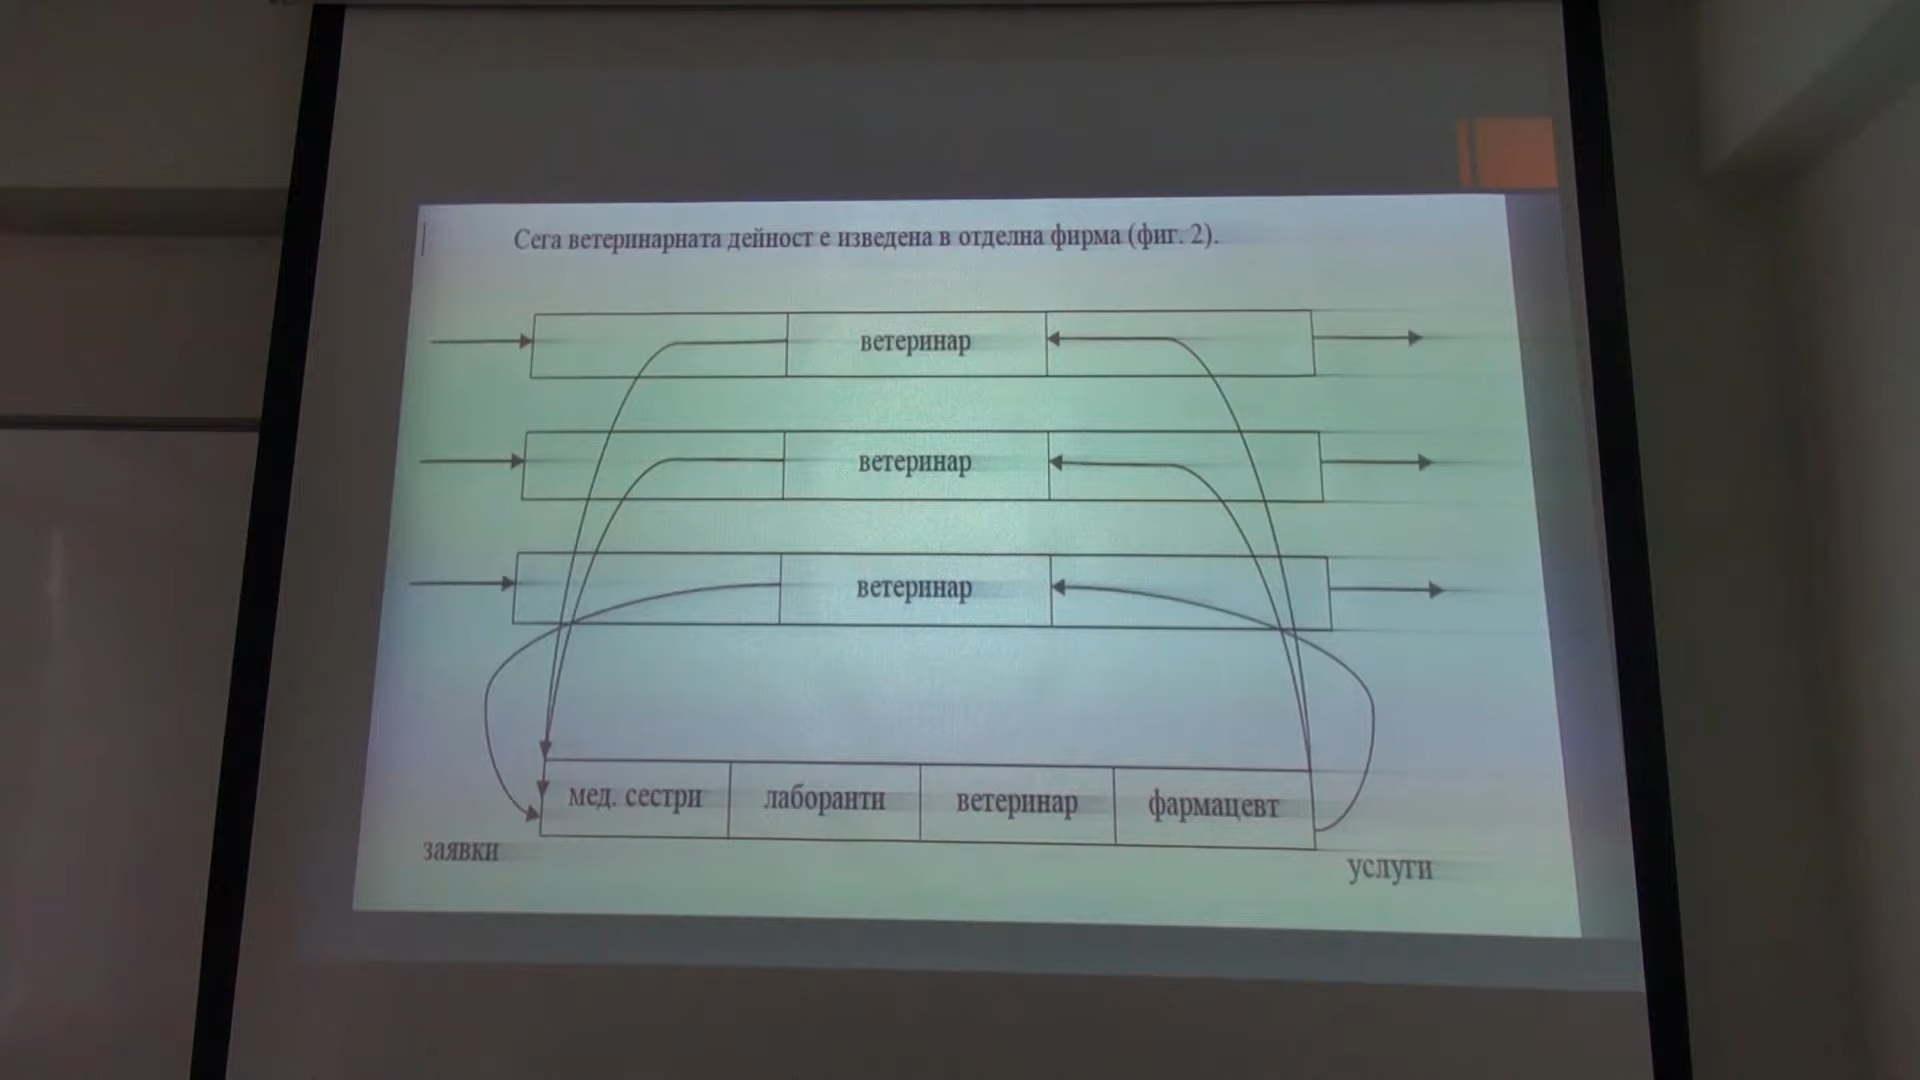 Сега ветеринарната дейност е изведена в отделна фирма (фиг. 2).
ветеринар
ветеринар
ветеринар
мед. сестри лаборанти ветеринар фармацевт
заявки
услуги